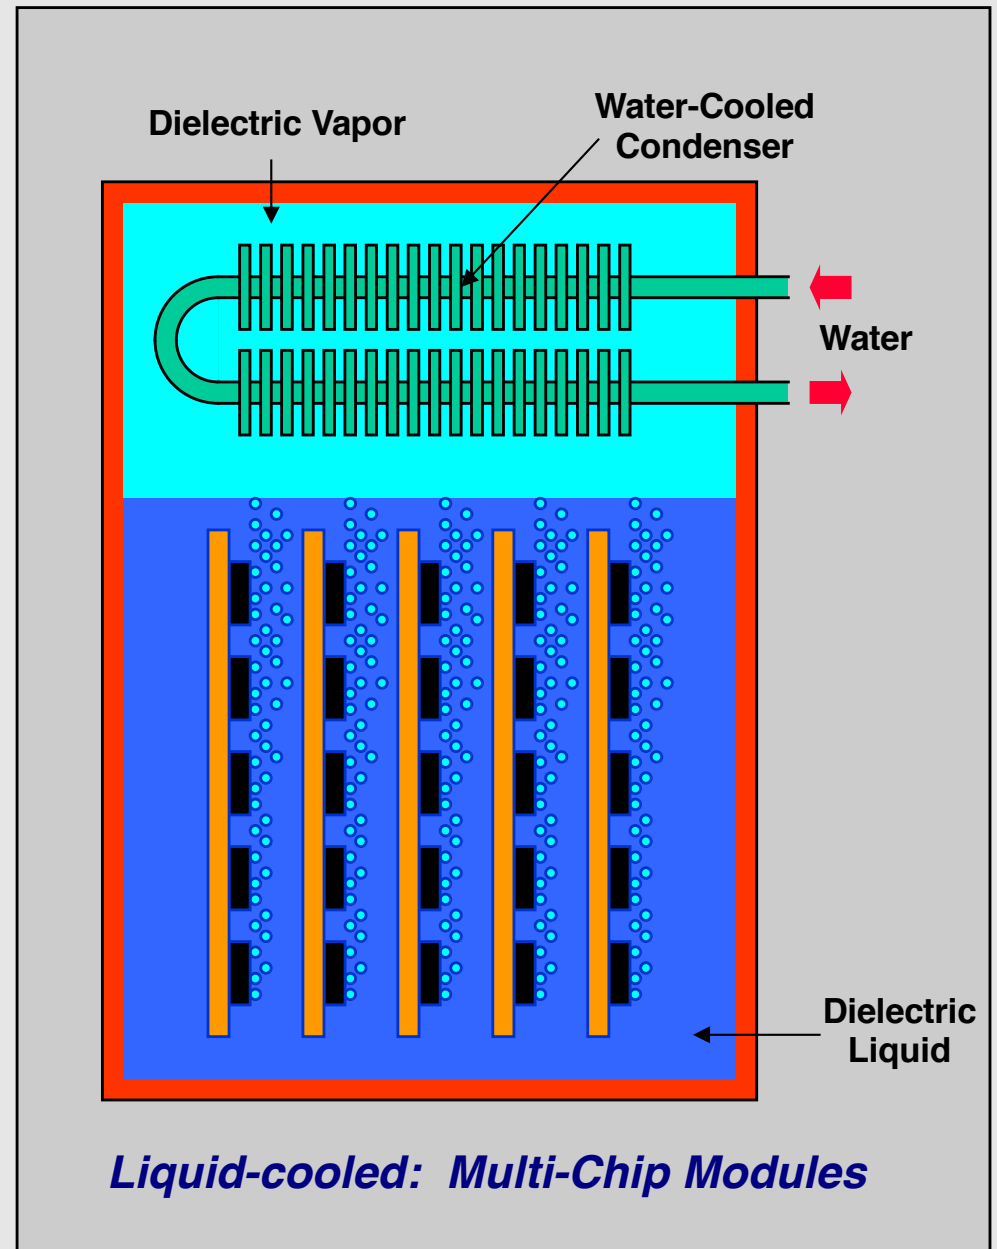 Dielectric Vapor
Water-Cooled
Condenser
Water
Dielectric
Liquid
Liquid-cooled:  Multi-Chip Modules